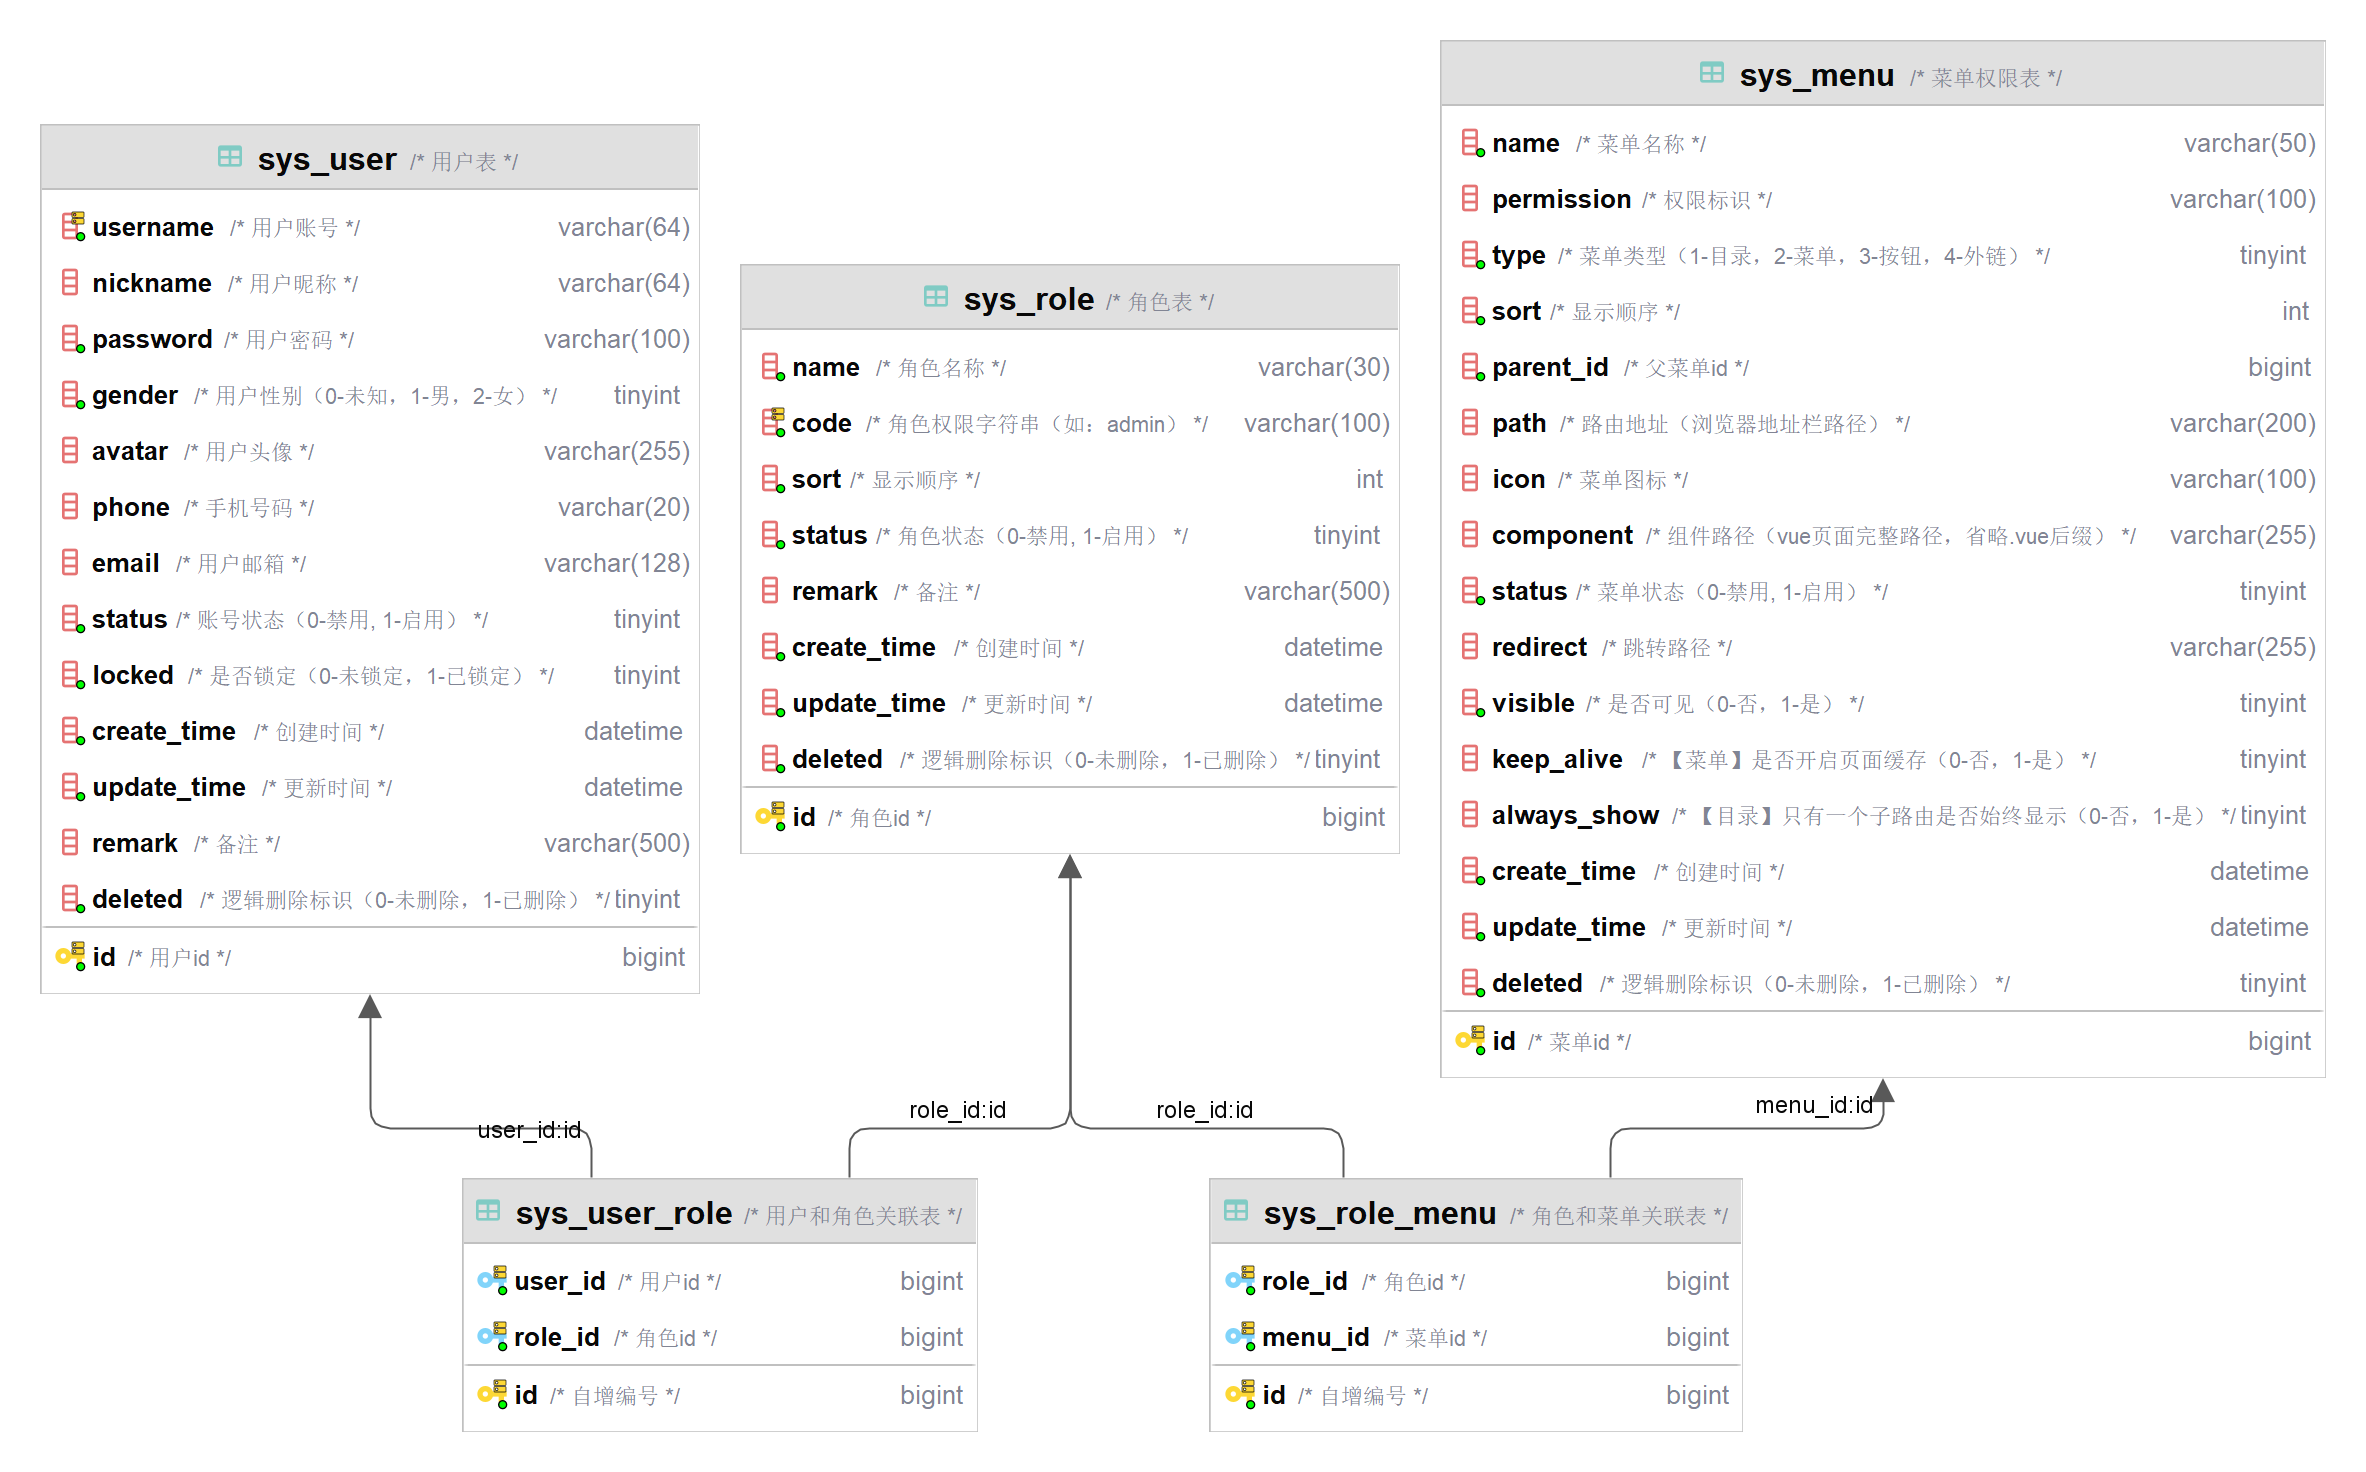 sys_user /* 用户表 */
username /* 用户账号 */ varchar(64)
nickname /* 用户昵称 */ varchar(64)
password /* 用户密码 */ varchar(100)
gender /* 用户性别（0-未知，1-男，2-女） */ tinyint
avatar /* 用户头像 */ varchar(255)
phone /* 手机号码 */ varchar(20)
email /* 用户邮箱 */ varchar(128)
status /* 账号状态（0-禁用, 1-启用） */ tinyint
locked /* 是否锁定（0-未锁定，1-已锁定） */ tinyint
create_time /* 创建时间 */ datetime
update_time /* 更新时间 */ datetime
remark /* 备注 */ varchar(500)
deleted /* 逻辑删除标识（0-未删除，1-已删除） */ tinyint
id /* 用户id */ bigint
sys_role /* 角色表 */
name /* 角色名称 */ varchar(30)
code /* 角色权限字符串（如：admin） */ varchar(100)
sort /* 显示顺序 */ int
status /* 角色状态（0-禁用, 1-启用） */ tinyint
remark /* 备注 */ varchar(500)
create_time /* 创建时间 */ datetime
update_time /* 更新时间 */ datetime
deleted /* 逻辑删除标识（0-未删除，1-已删除） */ tinyint
id /* 角色id */ bigint
sys_menu /* 菜单权限表 */
name /* 菜单名称 */ varchar(50)
permission /* 权限标识 */ varchar(100)
type /* 菜单类型（1-目录，2-菜单，3-按钮，4-外链） */ tinyint
sort /* 显示顺序 */ int
parent_id /* 父菜单id */ bigint
path /* 路由地址（浏览器地址栏路径） */ varchar(200)
icon /* 菜单图标 */ varchar(100)
component /* 组件路径（vue页面完整路径，省略.vue后缀） */ varchar(255)
status /* 菜单状态（0-禁用, 1-启用） */ tinyint
redirect /* 跳转路径 */ varchar(255)
visible /* 是否可见（0-否，1-是） */ tinyint
keep_alive /* 【菜单】是否开启页面缓存（0-否，1-是） */ tinyint
always_show /* 【目录】只有一个子路由是否始终显示（0-否，1-是） */ tinyint
create_time /* 创建时间 */ datetime
update_time /* 更新时间 */ datetime
deleted /* 逻辑删除标识（0-未删除，1-已删除） */ tinyint
id /* 菜单id */ bigint
user_id:id
role_id:id
role_id:id
menu_id:id
sys_user_role /* 用户和角色关联表 */
user_id /* 用户id */ bigint
role_id /* 角色id */ bigint
id /* 自增编号 */ bigint
sys_role_menu /* 角色和菜单关联表 */
role_id /* 角色id */ bigint
menu_id /* 菜单id */ bigint
id /* 自增编号 */ bigint